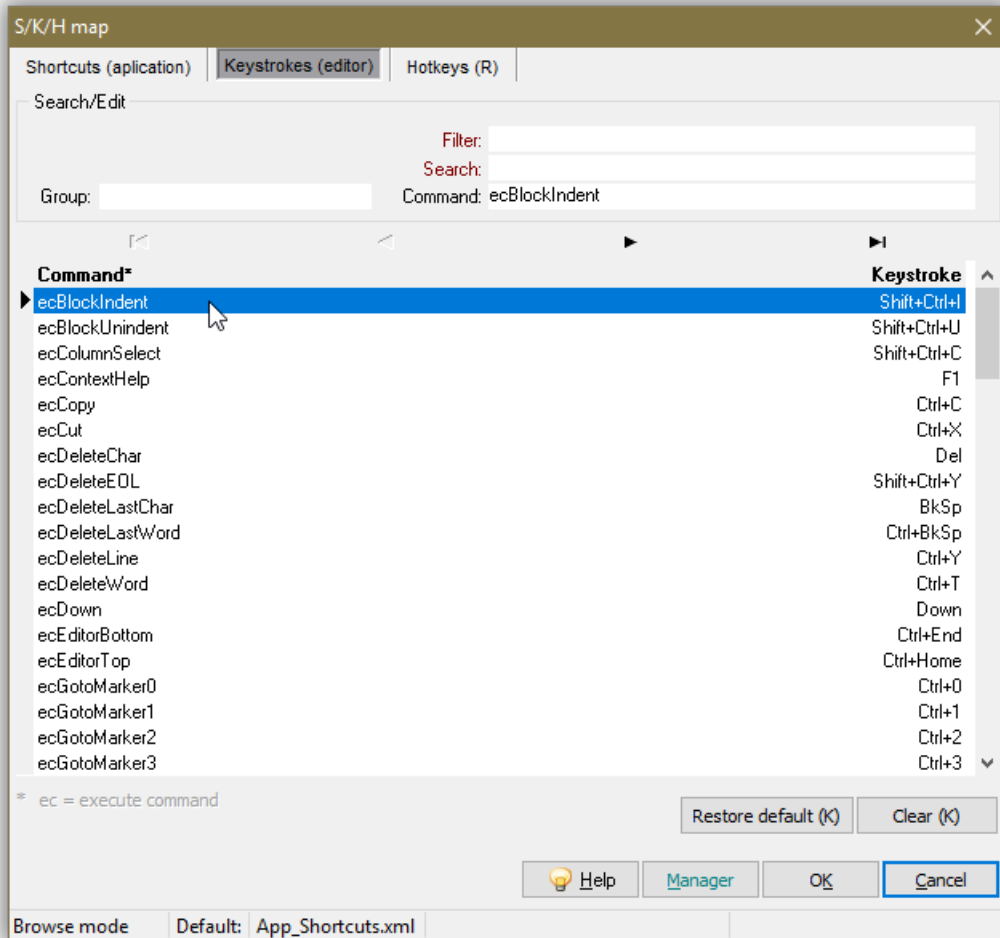 S/K/H map
Shortcuts (aplication) Keystrokes (editor) Hotkeys (R)
Search/Edit
Filter:
Search:
Group: Command: ecBlockIndent
Command* Keystroke
ecBlockIndent Shift+Ctrl+I
ecBlockUnindent Shift+Ctrl+U
ecColumnSelect Shift+Ctrl+C
ecContextHelp F1
ecCopy Ctrl+C
ecCut Ctrl+X
ecDeleteChar Del
ecDeleteEOL Shift+Ctrl+Y
ecDeleteLastChar BkSp
ecDeleteLastWord Ctrl+BkSp
ecDeleteLine Ctrl+Y
ecDeleteWord Ctrl+T
ecDown Down
ecEditorBottom Ctrl+End
ecEditorTop Ctrl+Home
ecGotoMarker0 Ctrl+0
ecGotoMarker1 Ctrl+1
ecGotoMarker2 Ctrl+2
ecGotoMarker3 Ctrl+3
* ec = execute command
Restore default (K) Clear (K)
Help Manager OK Cancel
Browse mode Default: App_Shortcuts.xml